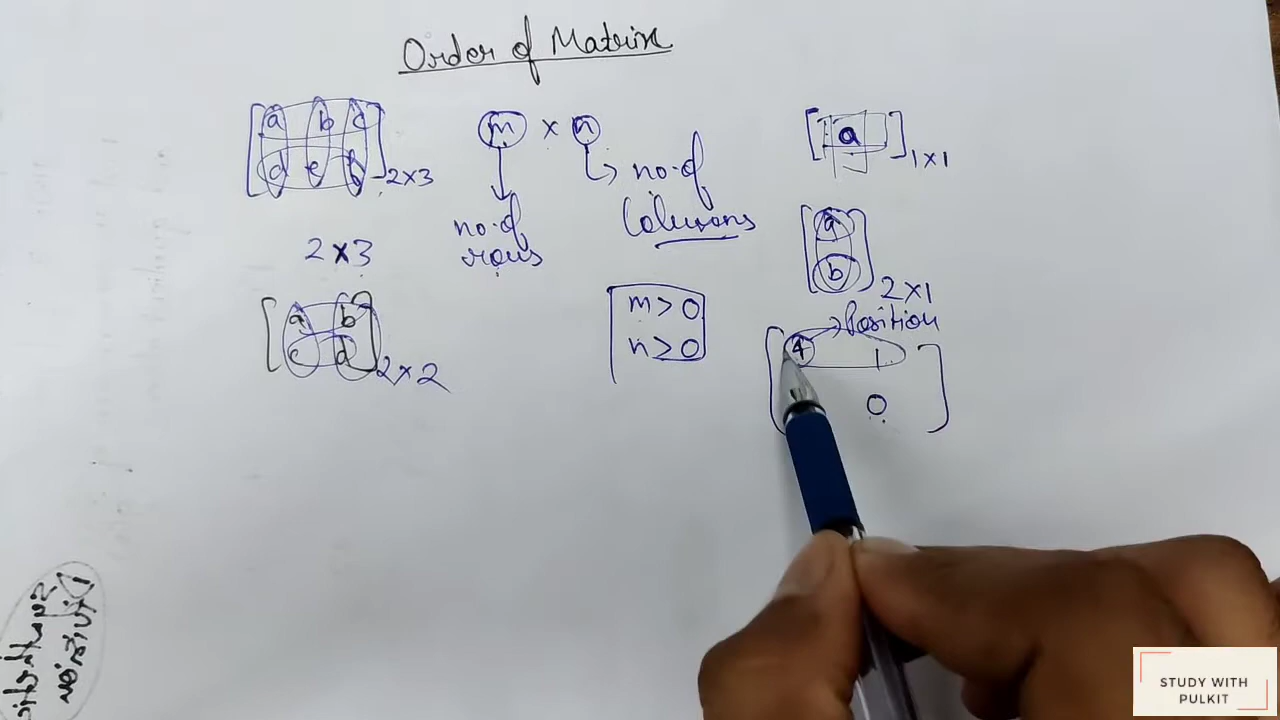 Order of Matrix
[a b c
d e f] 2×3
m × n
no. of rows
no. of Columns
[a] 1×1
[a
b] 2×1
2×3
[a b
c d] 2×2
m > 0
n > 0
Position
[4 1
0]
STUDY WITH
PULKIT